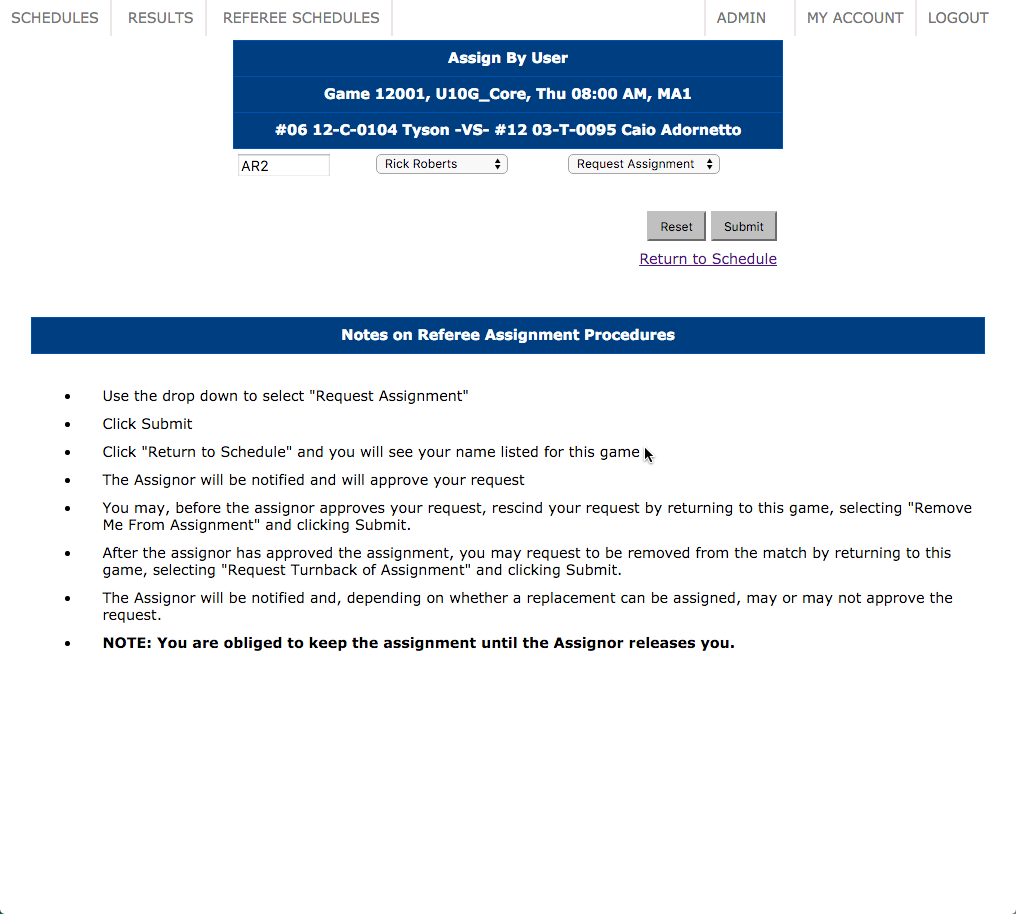 SCHEDULES RESULTS REFEREE SCHEDULES ADMIN MY ACCOUNT LOGOUT
Assign By User
Game 12001, U10G_Core, Thu 08:00 AM, MA1
#06 12-C-0104 Tyson -VS- #12 03-T-0095 Caio Adornetto
AR2 Rick Roberts Request Assignment
Reset Submit
Return to Schedule
Notes on Referee Assignment Procedures
• Use the drop down to select "Request Assignment"
• Click Submit
• Click "Return to Schedule" and you will see your name listed for this game
• The Assignor will be notified and will approve your request
• You may, before the assignor approves your request, rescind your request by returning to this game, selecting "Remove
Me From Assignment" and clicking Submit.
• After the assignor has approved the assignment, you may request to be removed from the match by returning to this
game, selecting "Request Turnback of Assignment" and clicking Submit.
• The Assignor will be notified and, depending on whether a replacement can be assigned, may or may not approve the
request.
• NOTE: You are obliged to keep the assignment until the Assignor releases you.